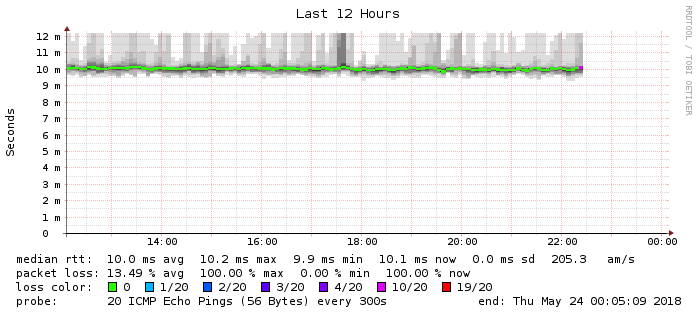 Last 12 Hours
RRDTOOL / TOBI OETIKER
Seconds
12 m
11 m
10 m
9 m
8 m
7 m
6 m
5 m
4 m
3 m
2 m
1 m
0
14:00 16:00 18:00 20:00 22:00 00:00
median rtt: 10.0 ms avg 10.2 ms max 9.9 ms min 10.1 ms now 0.0 ms sd 205.3 am/s
packet loss: 13.49 % avg 100.00 % max 0.00 % min 100.00 % now
loss color: 0 1/20 2/20 3/20 4/20 10/20 19/20
probe: 20 ICMP Echo Pings (56 Bytes) every 300s end: Thu May 24 00:05:09 2018